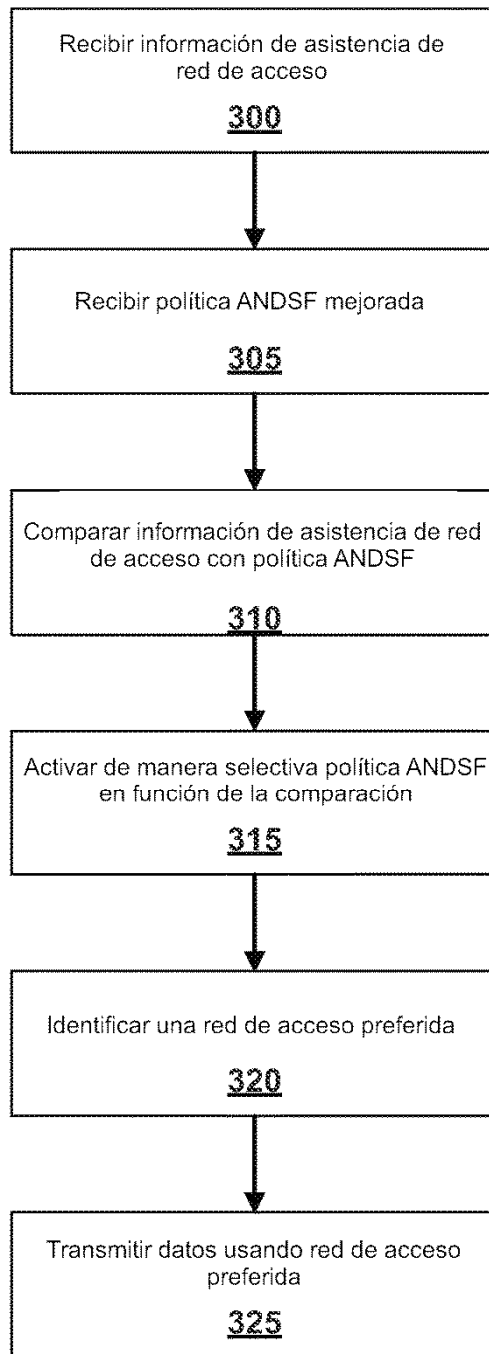 Recibir información de asistencia de
red de acceso
300
Recibir política ANDSF mejorada
305
Comparar información de asistencia de red
de acceso con política ANDSF
310
Activar de manera selectiva política ANDSF
en función de la comparación
315
Identificar una red de acceso preferida
320
Transmitir datos usando red de acceso
preferida
325